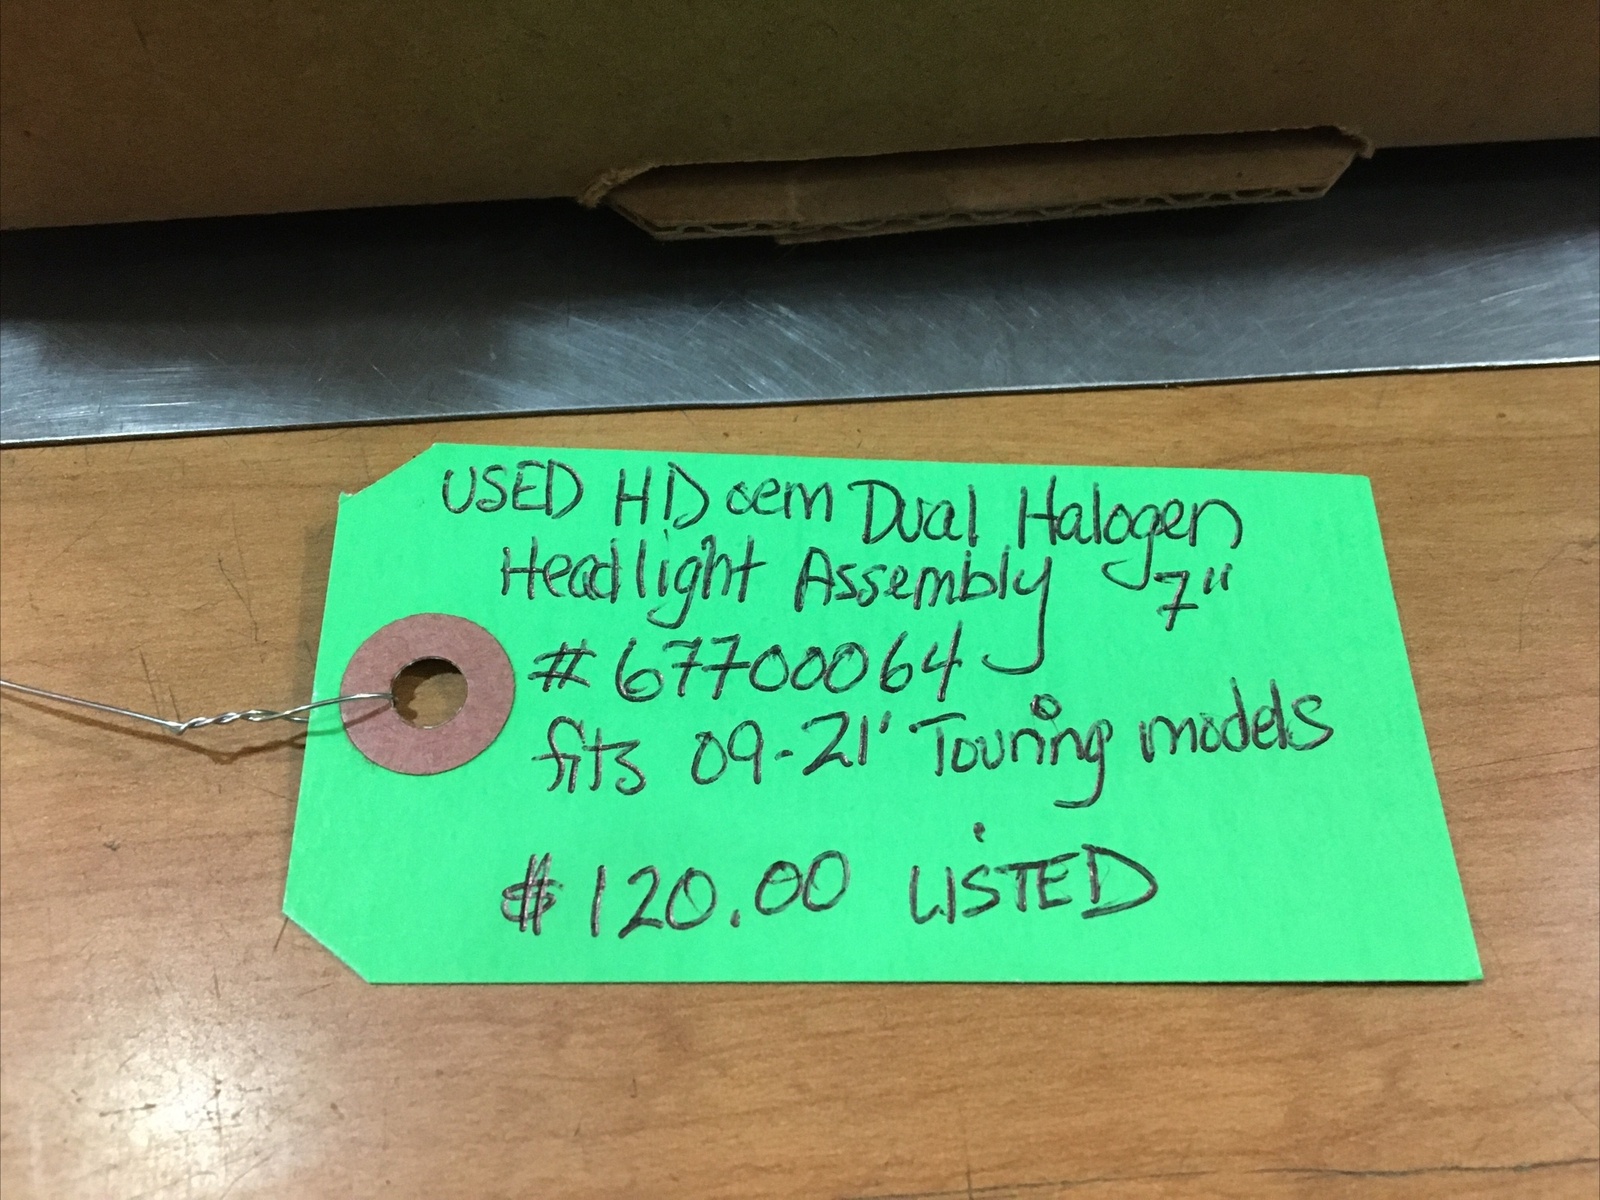 USED HD oem Dual Halogen
Headlight Assembly 7"
#67700064
fits 09-21' Touring models
$120.00 LISTED